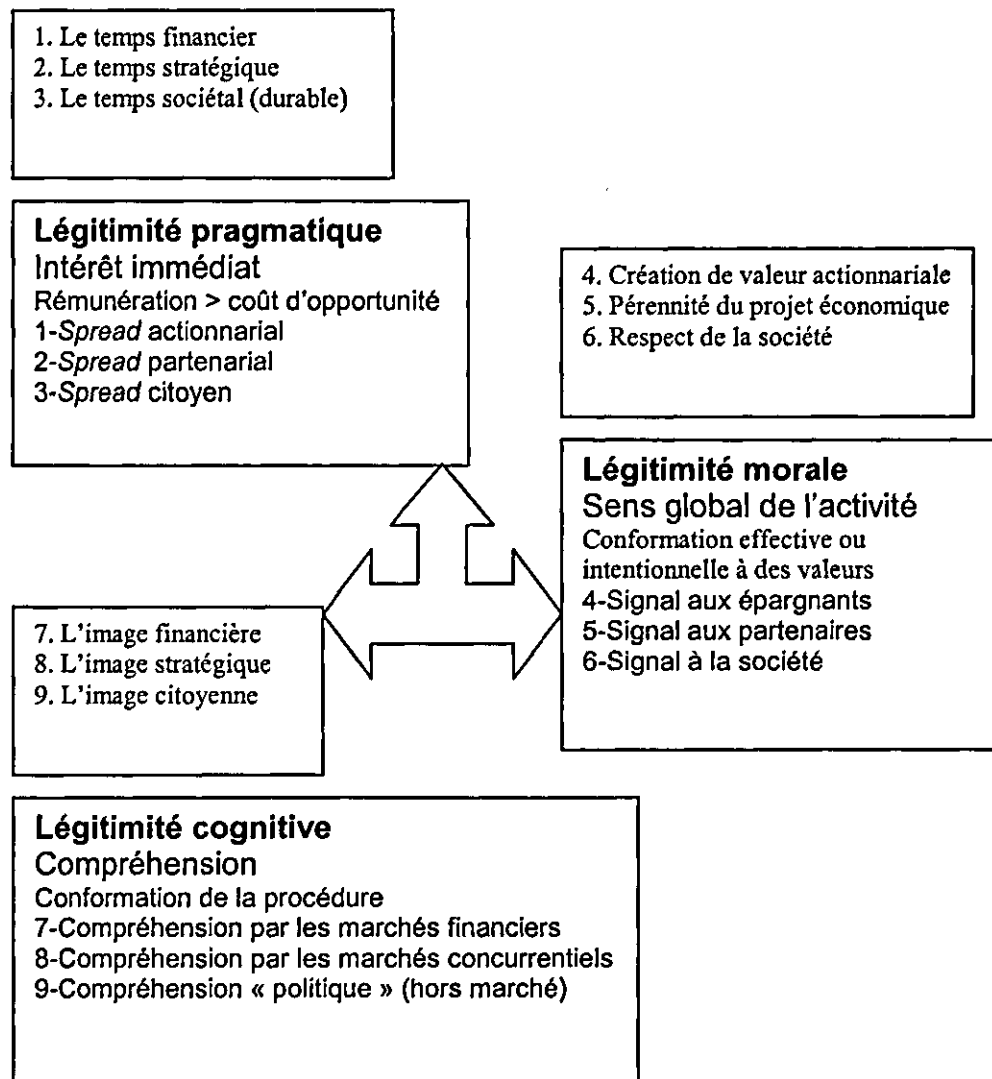 1. Le temps financier
2. Le temps stratégique
3. Le temps sociétal (durable)
Légitimité pragmatique
Intérêt immédiat
Rémunération > coût d'opportunité
1-Spread actionnarial
2-Spread partenarial
3-Spread citoyen
4. Création de valeur actionnariale
5. Pérennité du projet économique
6. Respect de la société
Légitimité morale
Sens global de l'activité
Conformation effective ou
intentionnelle à des valeurs
4-Signal aux épargnants
5-Signal aux partenaires
6-Signal à la société
7. L'image financière
8. L'image stratégique
9. L'image citoyenne
Légitimité cognitive
Compréhension
Conformation de la procédure
7-Compréhension par les marchés financiers
8-Compréhension par les marchés concurrentiels
9-Compréhension « politique » (hors marché)